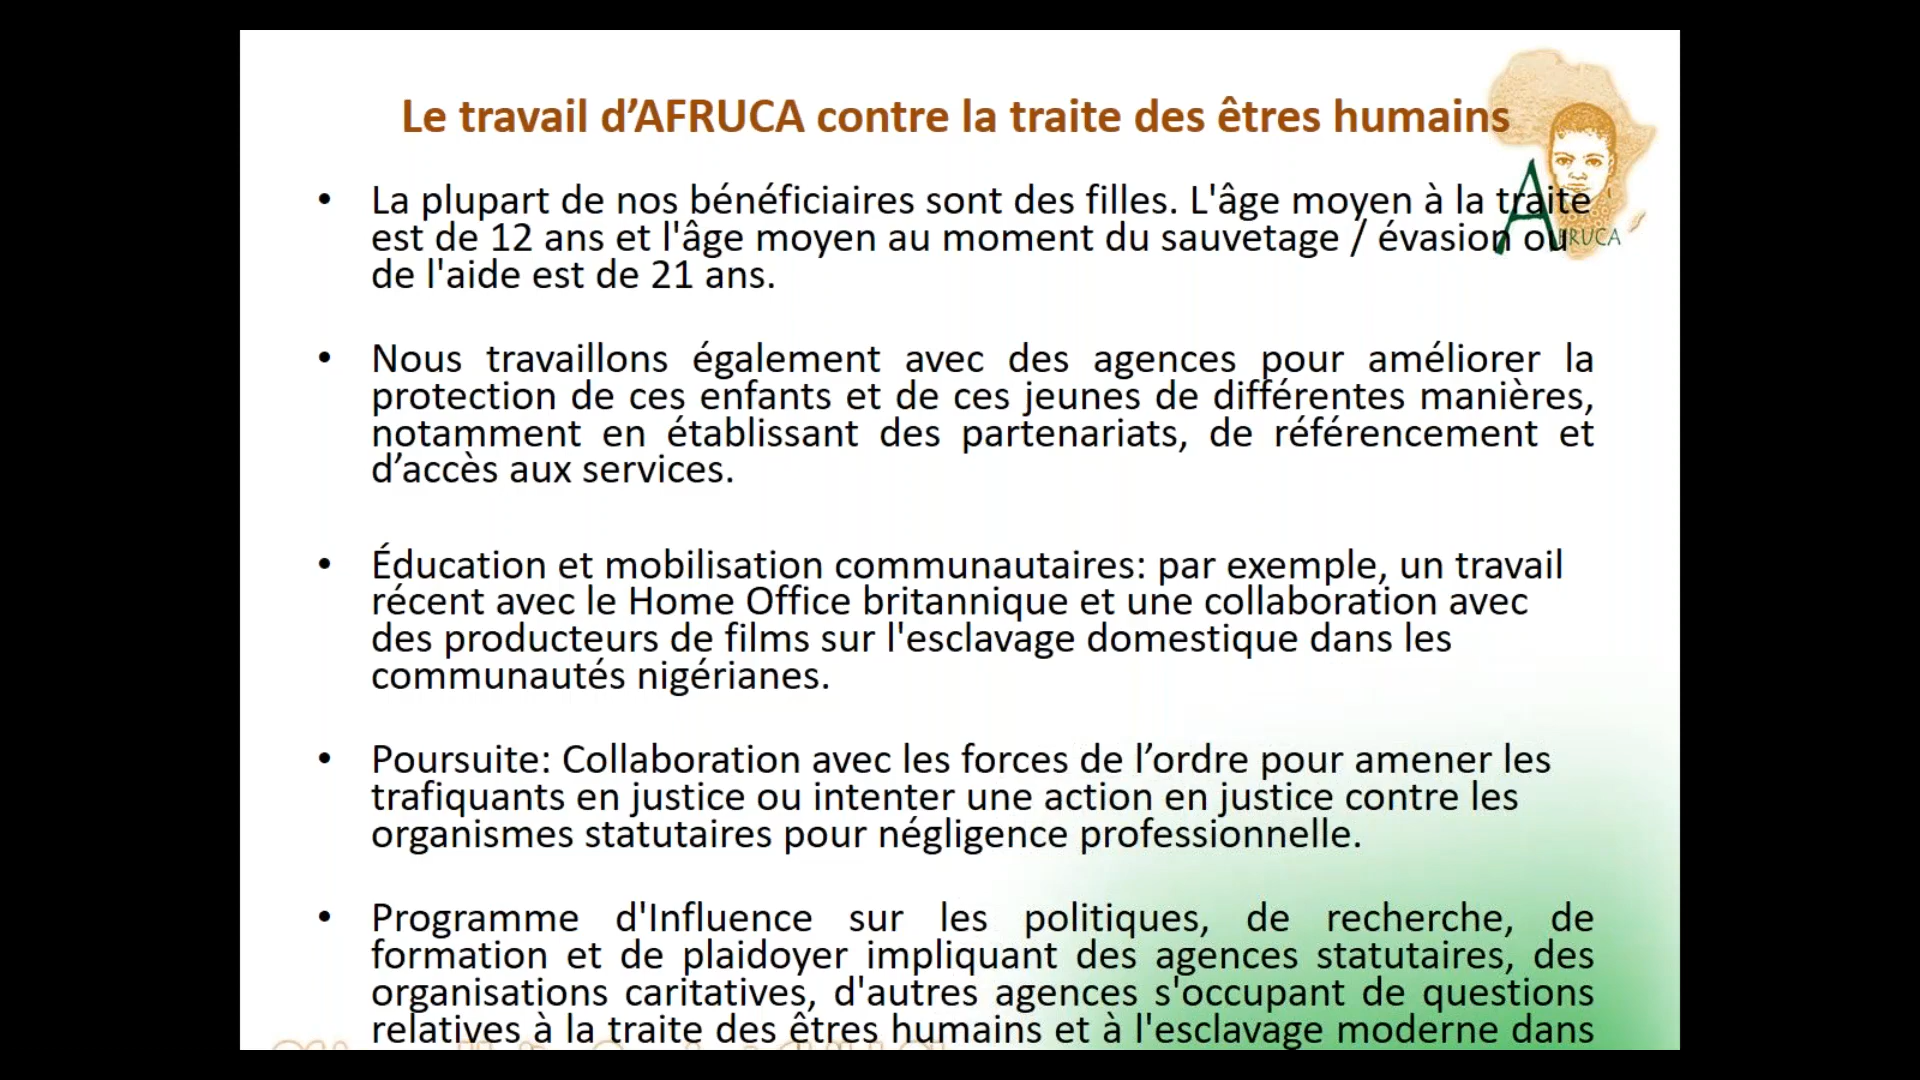 Le travail d’AFRUCA contre la traite des êtres humains
• La plupart de nos bénéficiaires sont des filles. L'âge moyen à la traite
est de 12 ans et l'âge moyen au moment du sauvetage / évasion ou
de l'aide est de 21 ans.
AFRUCA
• Nous travaillons également avec des agences pour améliorer la
protection de ces enfants et de ces jeunes de différentes manières,
notamment en établissant des partenariats, de référencement et
d’accès aux services.
• Éducation et mobilisation communautaires: par exemple, un travail
récent avec le Home Office britannique et une collaboration avec
des producteurs de films sur l'esclavage domestique dans les
communautés nigérianes.
• Poursuite: Collaboration avec les forces de l’ordre pour amener les
trafiquants en justice ou intenter une action en justice contre les
organismes statutaires pour négligence professionnelle.
• Programme d'Influence sur les politiques, de recherche, de
formation et de plaidoyer impliquant des agences statutaires, des
organisations caritatives, d'autres agences s'occupant de questions
relatives à la traite des êtres humains et à l'esclavage moderne dans